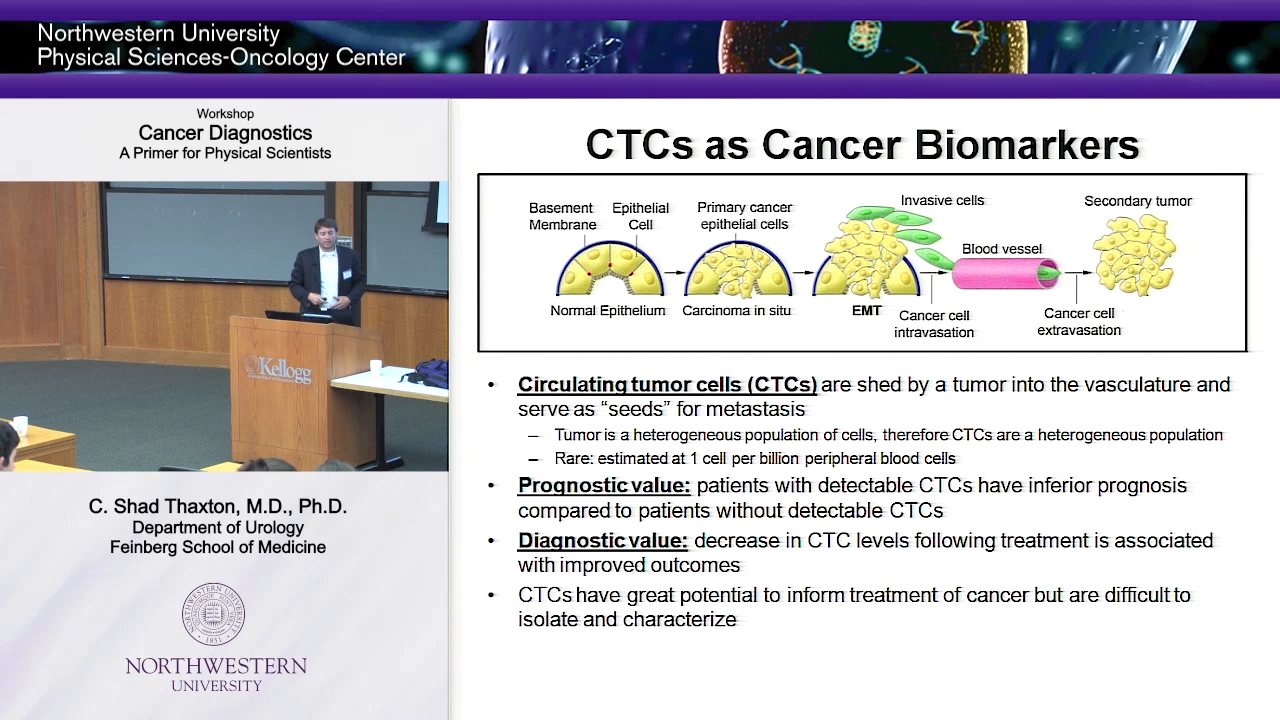 Northwestern University
Physical Sciences-Oncology Center
Workshop
Cancer Diagnostics
A Primer for Physical Scientists
Kellogg
C. Shad Thaxton, M.D., Ph.D.
Department of Urology
Feinberg School of Medicine
NORTHWESTERN UNIVERSITY
1851
NORTHWESTERN
UNIVERSITY
CTCs as Cancer Biomarkers
Basement
Membrane
Epithelial
Cell
Primary cancer
epithelial cells
Invasive cells
Secondary tumor
Blood vessel
Normal Epithelium
Carcinoma in situ
EMT
Cancer cell
intravasation
Cancer cell
extravasation
• Circulating tumor cells (CTCs) are shed by a tumor into the vasculature and
serve as “seeds” for metastasis
– Tumor is a heterogeneous population of cells, therefore CTCs are a heterogeneous population
– Rare: estimated at 1 cell per billion peripheral blood cells
• Prognostic value: patients with detectable CTCs have inferior prognosis
compared to patients without detectable CTCs
• Diagnostic value: decrease in CTC levels following treatment is associated
with improved outcomes
• CTCs have great potential to inform treatment of cancer but are difficult to
isolate and characterize